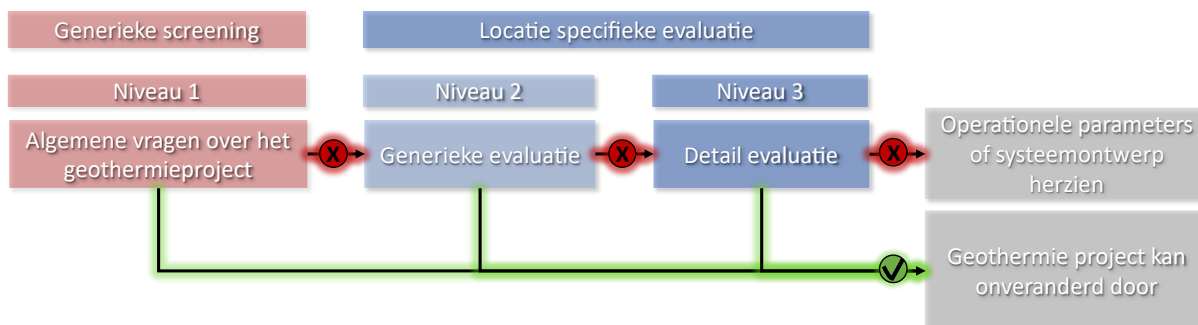 Generieke screening
Locatie specifieke evaluatie
Niveau 1
Niveau 2
Niveau 3
Algemene vragen over het
geothermieproject
X
Generieke evaluatie
X
Detail evaluatie
X
Operationele parameters
of systeemontwerp
herzien
Geothermie project kan
onveranderd door